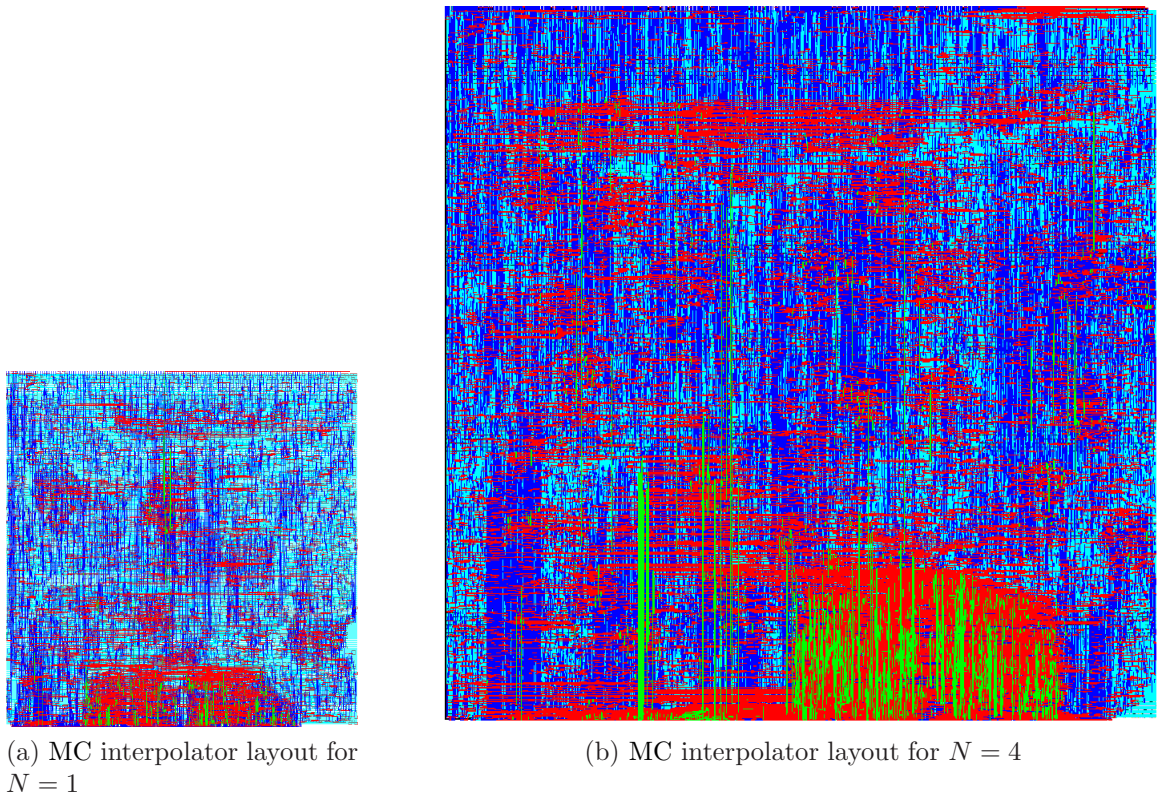 (a) MC interpolator layout for
N = 1
(b) MC interpolator layout for N = 4